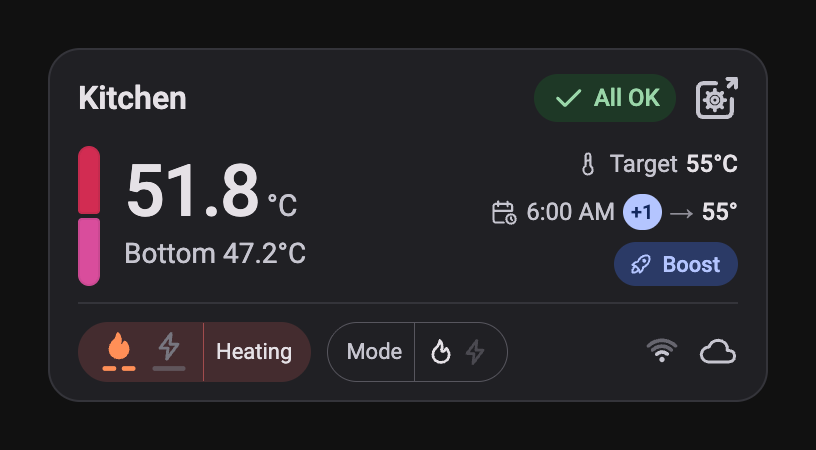 Kitchen
All OK
51.8 °C
Bottom 47.2°C
Target 55°C
6:00 AM +1 → 55°
Boost
Heating
Mode